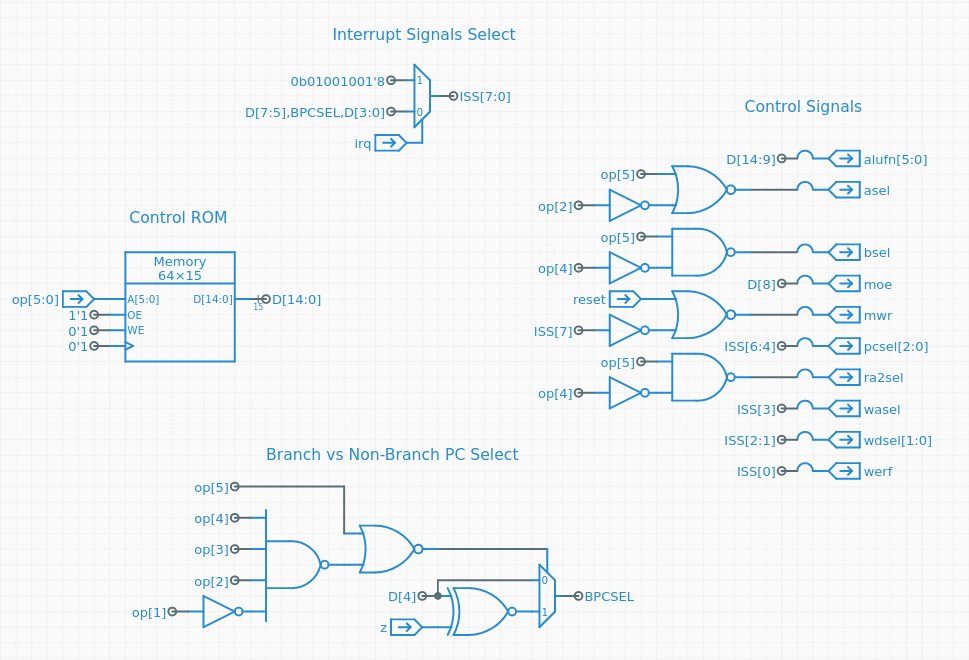 Interrupt Signals Select
0b01001001'8
1
ISS[7:0]
D[7:5],BPCSEL,D[3:0]
0
irq
Control Signals
D[14:9]
alufn[5:0]
op[5]
asel
op[2]
op[5]
bsel
op[4]
D[8]
moe
reset
mwr
ISS[7]
ISS[6:4]
pcsel[2:0]
op[5]
ra2sel
op[4]
ISS[3]
wasel
ISS[2:1]
wdsel[1:0]
ISS[0]
werf
Control ROM
Memory
64×15
op[5:0]
A[5:0]
D[14:0]
15
D[14:0]
1'1
OE
0'1
WE
0'1
Branch vs Non-Branch PC Select
op[5]
op[4]
op[3]
op[2]
op[1]
D[4]
0
BPCSEL
1
z